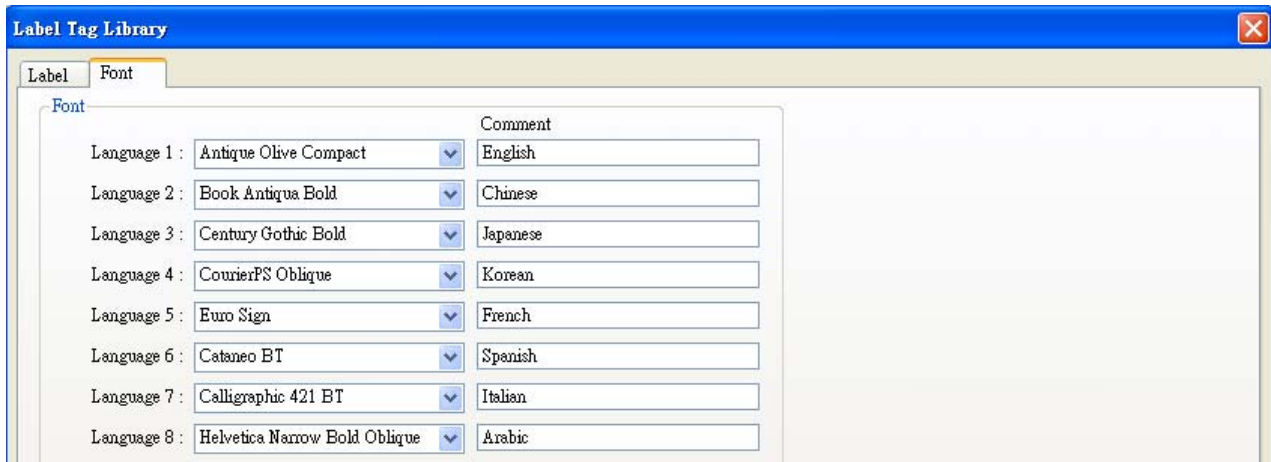 Label Tag Library
Label Font
Font
Comment
Language 1 : Antique Olive Compact English
Language 2 : Book Antiqua Bold Chinese
Language 3 : Century Gothic Bold Japanese
Language 4 : CourierPS Oblique Korean
Language 5 : Euro Sign French
Language 6 : Cataneo BT Spanish
Language 7 : Calligraphic 421 BT Italian
Language 8 : Helvetica Narrow Bold Oblique Arabic